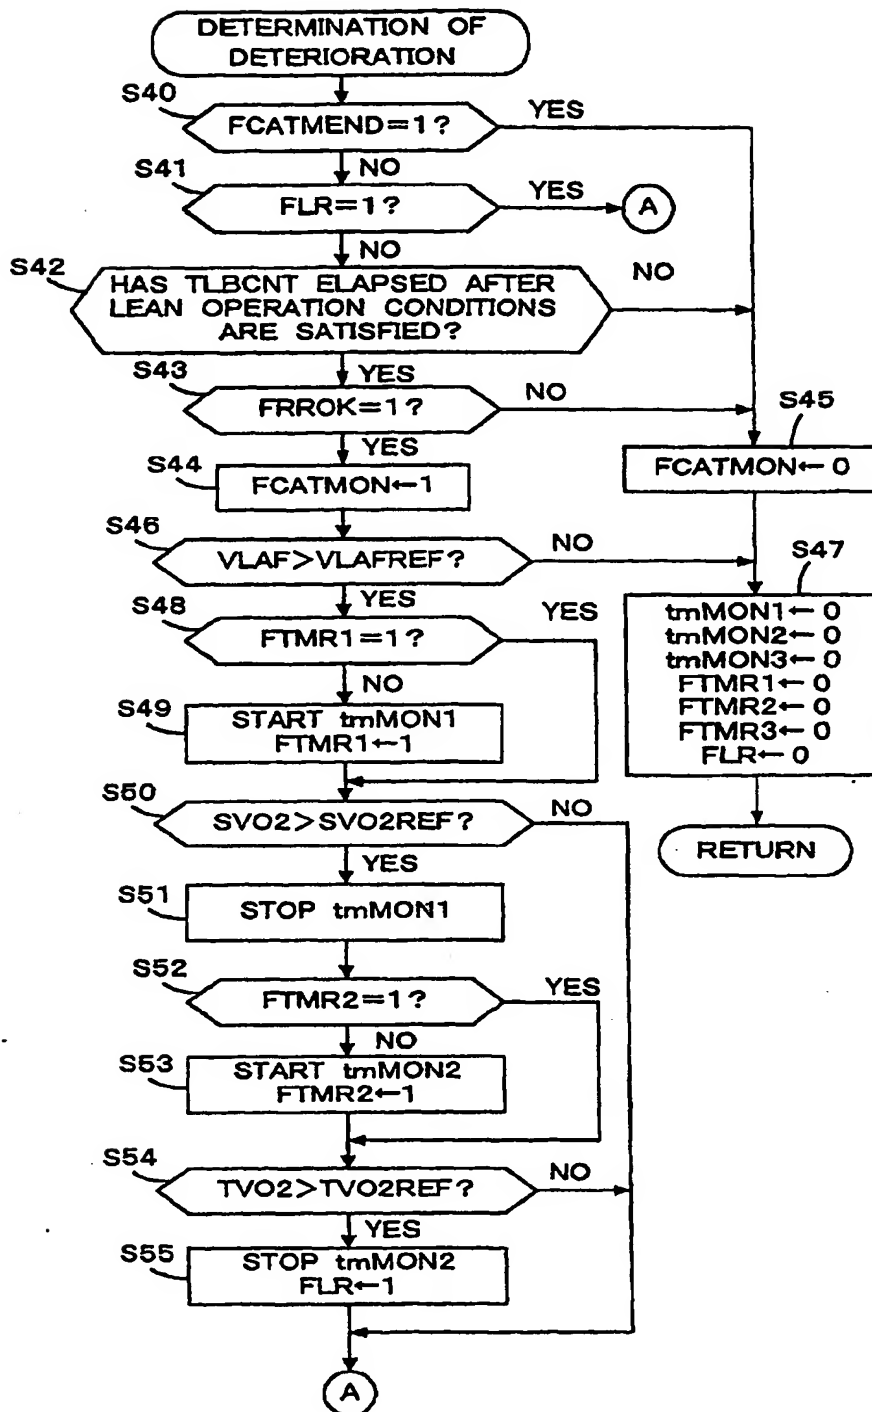 DETERMINATION OF
DETERIORATION
S40
FCATMEND=1?
YES
NO
S41
FLR=1?
YES
A
NO
S42
HAS TLBCNT ELAPSED AFTER
LEAN OPERATION CONDITIONS
ARE SATISFIED?
NO
YES
S43
FRROK=1?
NO
YES
S44
FCATMON←1
S45
FCATMON←0
S46
VLAF>VLAFREF?
NO
YES
S47
tmMON1←0
tmMON2←0
tmMON3←0
FTMR1←0
FTMR2←0
FTMR3←0
FLR←0
RETURN
S48
FTMR1=1?
YES
NO
S49
START tmMON1
FTMR1←1
S50
SVO2>SVO2REF?
NO
YES
S51
STOP tmMON1
S52
FTMR2=1?
YES
NO
S53
START tmMON2
FTMR2←1
S54
TVO2>TVO2REF?
NO
YES
S55
STOP tmMON2
FLR←1
A